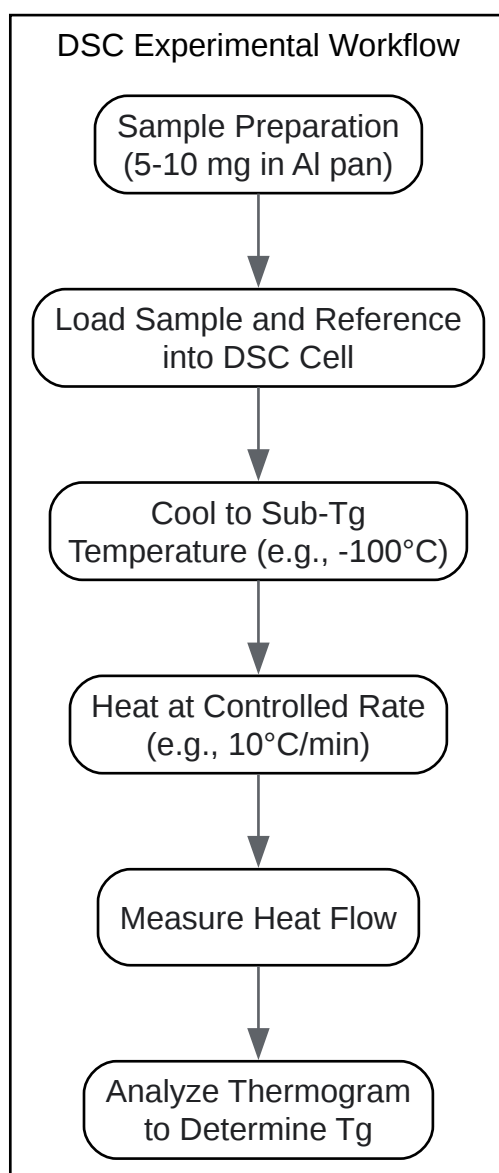 DSC Experimental Workflow
Sample Preparation
(5-10 mg in Al pan)
Load Sample and Reference
into DSC Cell
Cool to Sub-Tg
Temperature (e.g., -100°C)
Heat at Controlled Rate
(e.g., 10°C/min)
Measure Heat Flow
Analyze Thermogram
to Determine Tg